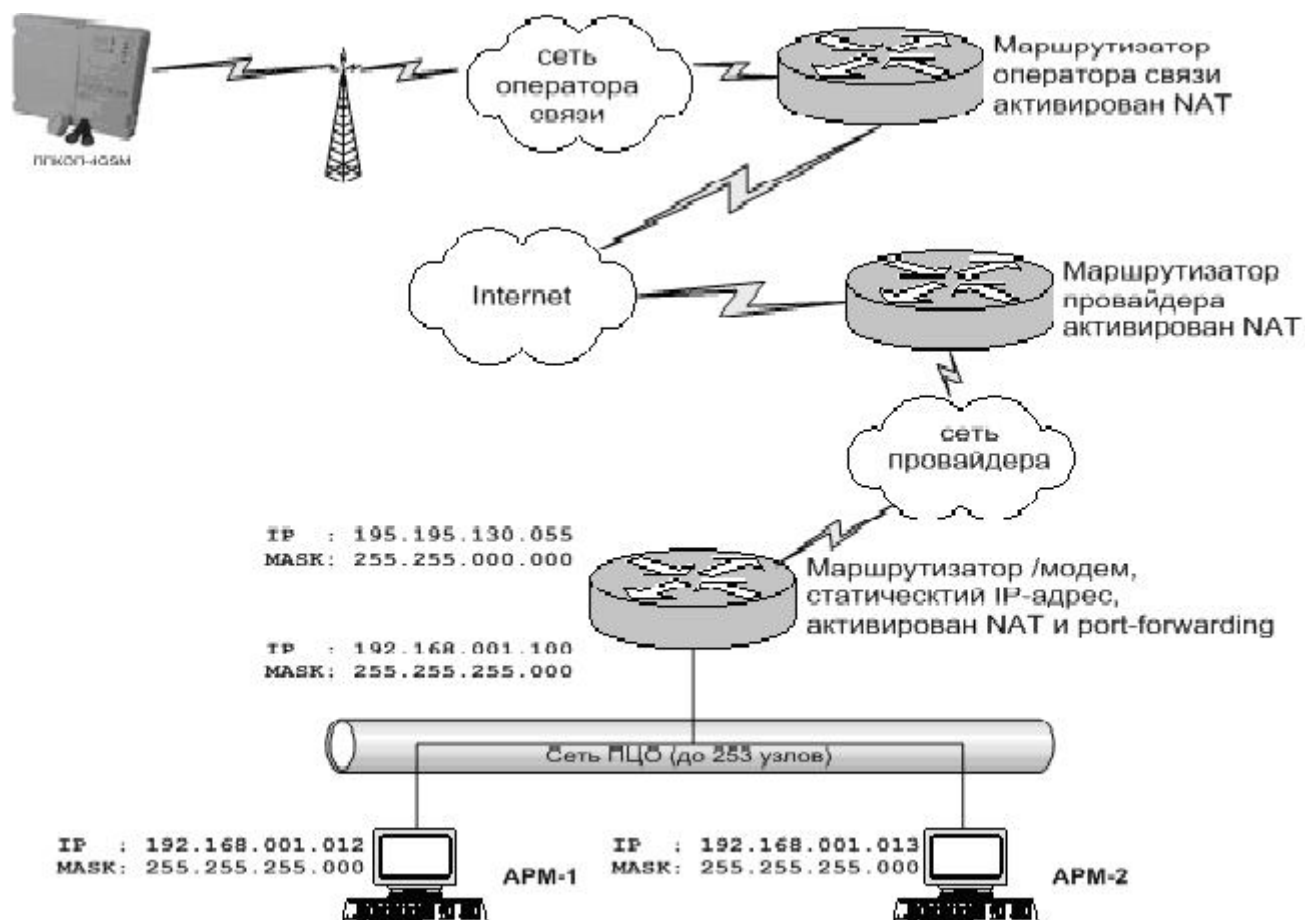 сеть
оператора
связи
Маршрутизатор
оператора связи
активирован NAT
Internet
Маршрутизатор
провайдера
активирован NAT
сеть
провайдера
IP : 195.195.130.055
MASK: 255.255.000.000
Маршрутизатор /модем,
статическтий IP-адрес,
активирован NAT и port-forwarding
IP : 192.168.001.100
MASK: 255.255.255.000
Сеть ПЦО (до 253 узлов)
IP : 192.168.001.012
MASK: 255.255.255.000
АРМ-1
IP : 192.168.001.013
MASK: 255.255.255.000
АРМ-2